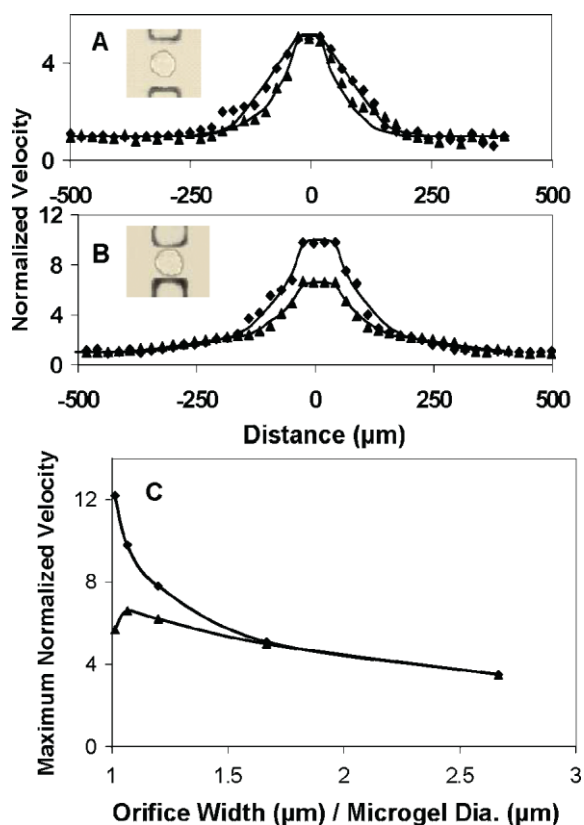 A
5
4
2
0
-500 -250 0 250 500
Normalized Velocity
B
12
8
4
0
-500 -250 0 250 500
Distance (µm)
C
12
8
4
0
1 1.5 2 2.5 3
Maximum Normalized Velocity
Orifice Width (µm) / Microgel Dia. (µm)